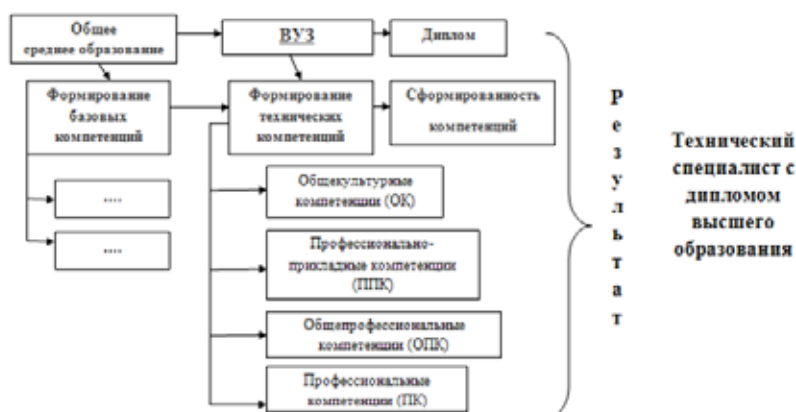 Общее
среднее образование
ВУЗ
Диплом
Формирование
базовых
компетенций
Формирование
технических
компетенций
Сформированность
компетенций
....
....
Общекультурные
компетенции (ОК)
Профессионально-
прикладные компетенции
(ППК)
Общепрофессиональные
компетенции (ОПК)
Профессиональные
компетенции (ПК)
Результат
Технический
специалист с
дипломом
высшего
образования